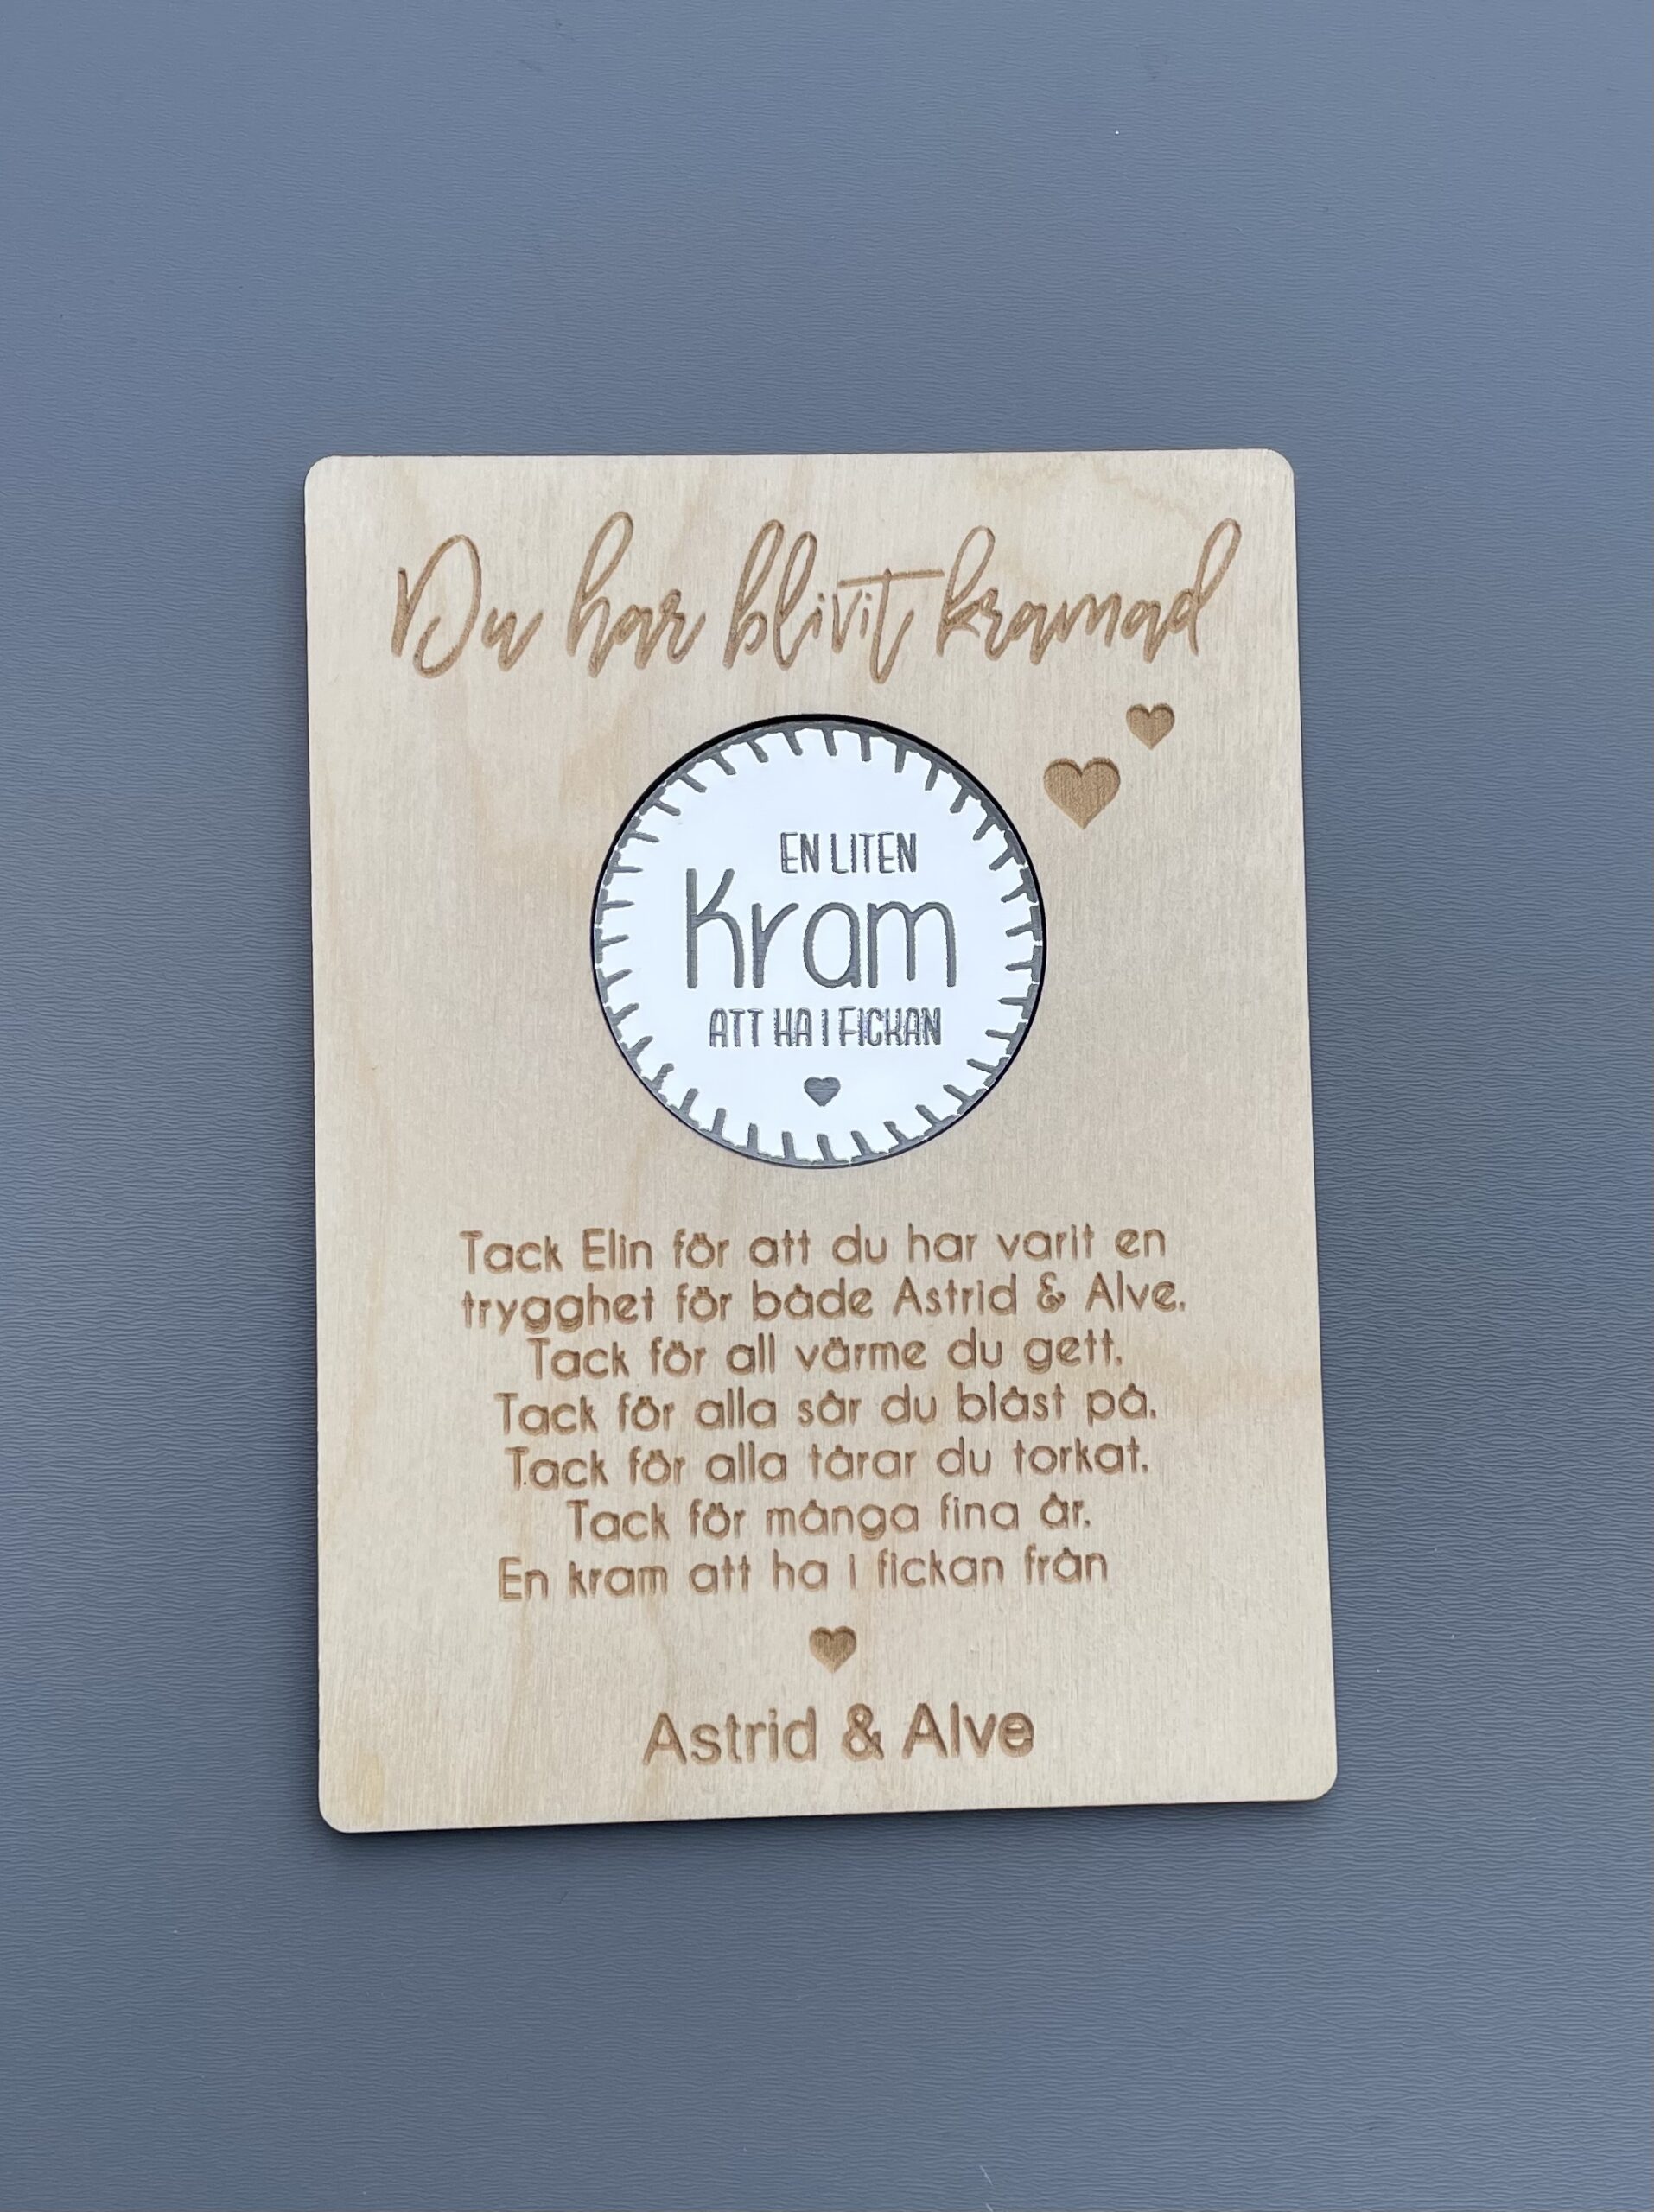 Du har blivit kramad
EN LITEN
Kram
ATT HA I FICKAN
Tack Elin för att du har varit en
trygghet för både Astrid & Alve.
Tack för all värme du gett.
Tack för alla sår du blåst på.
Tack för alla tårar du torkat.
Tack för många fina år.
En kram att ha i fickan från
Astrid & Alve